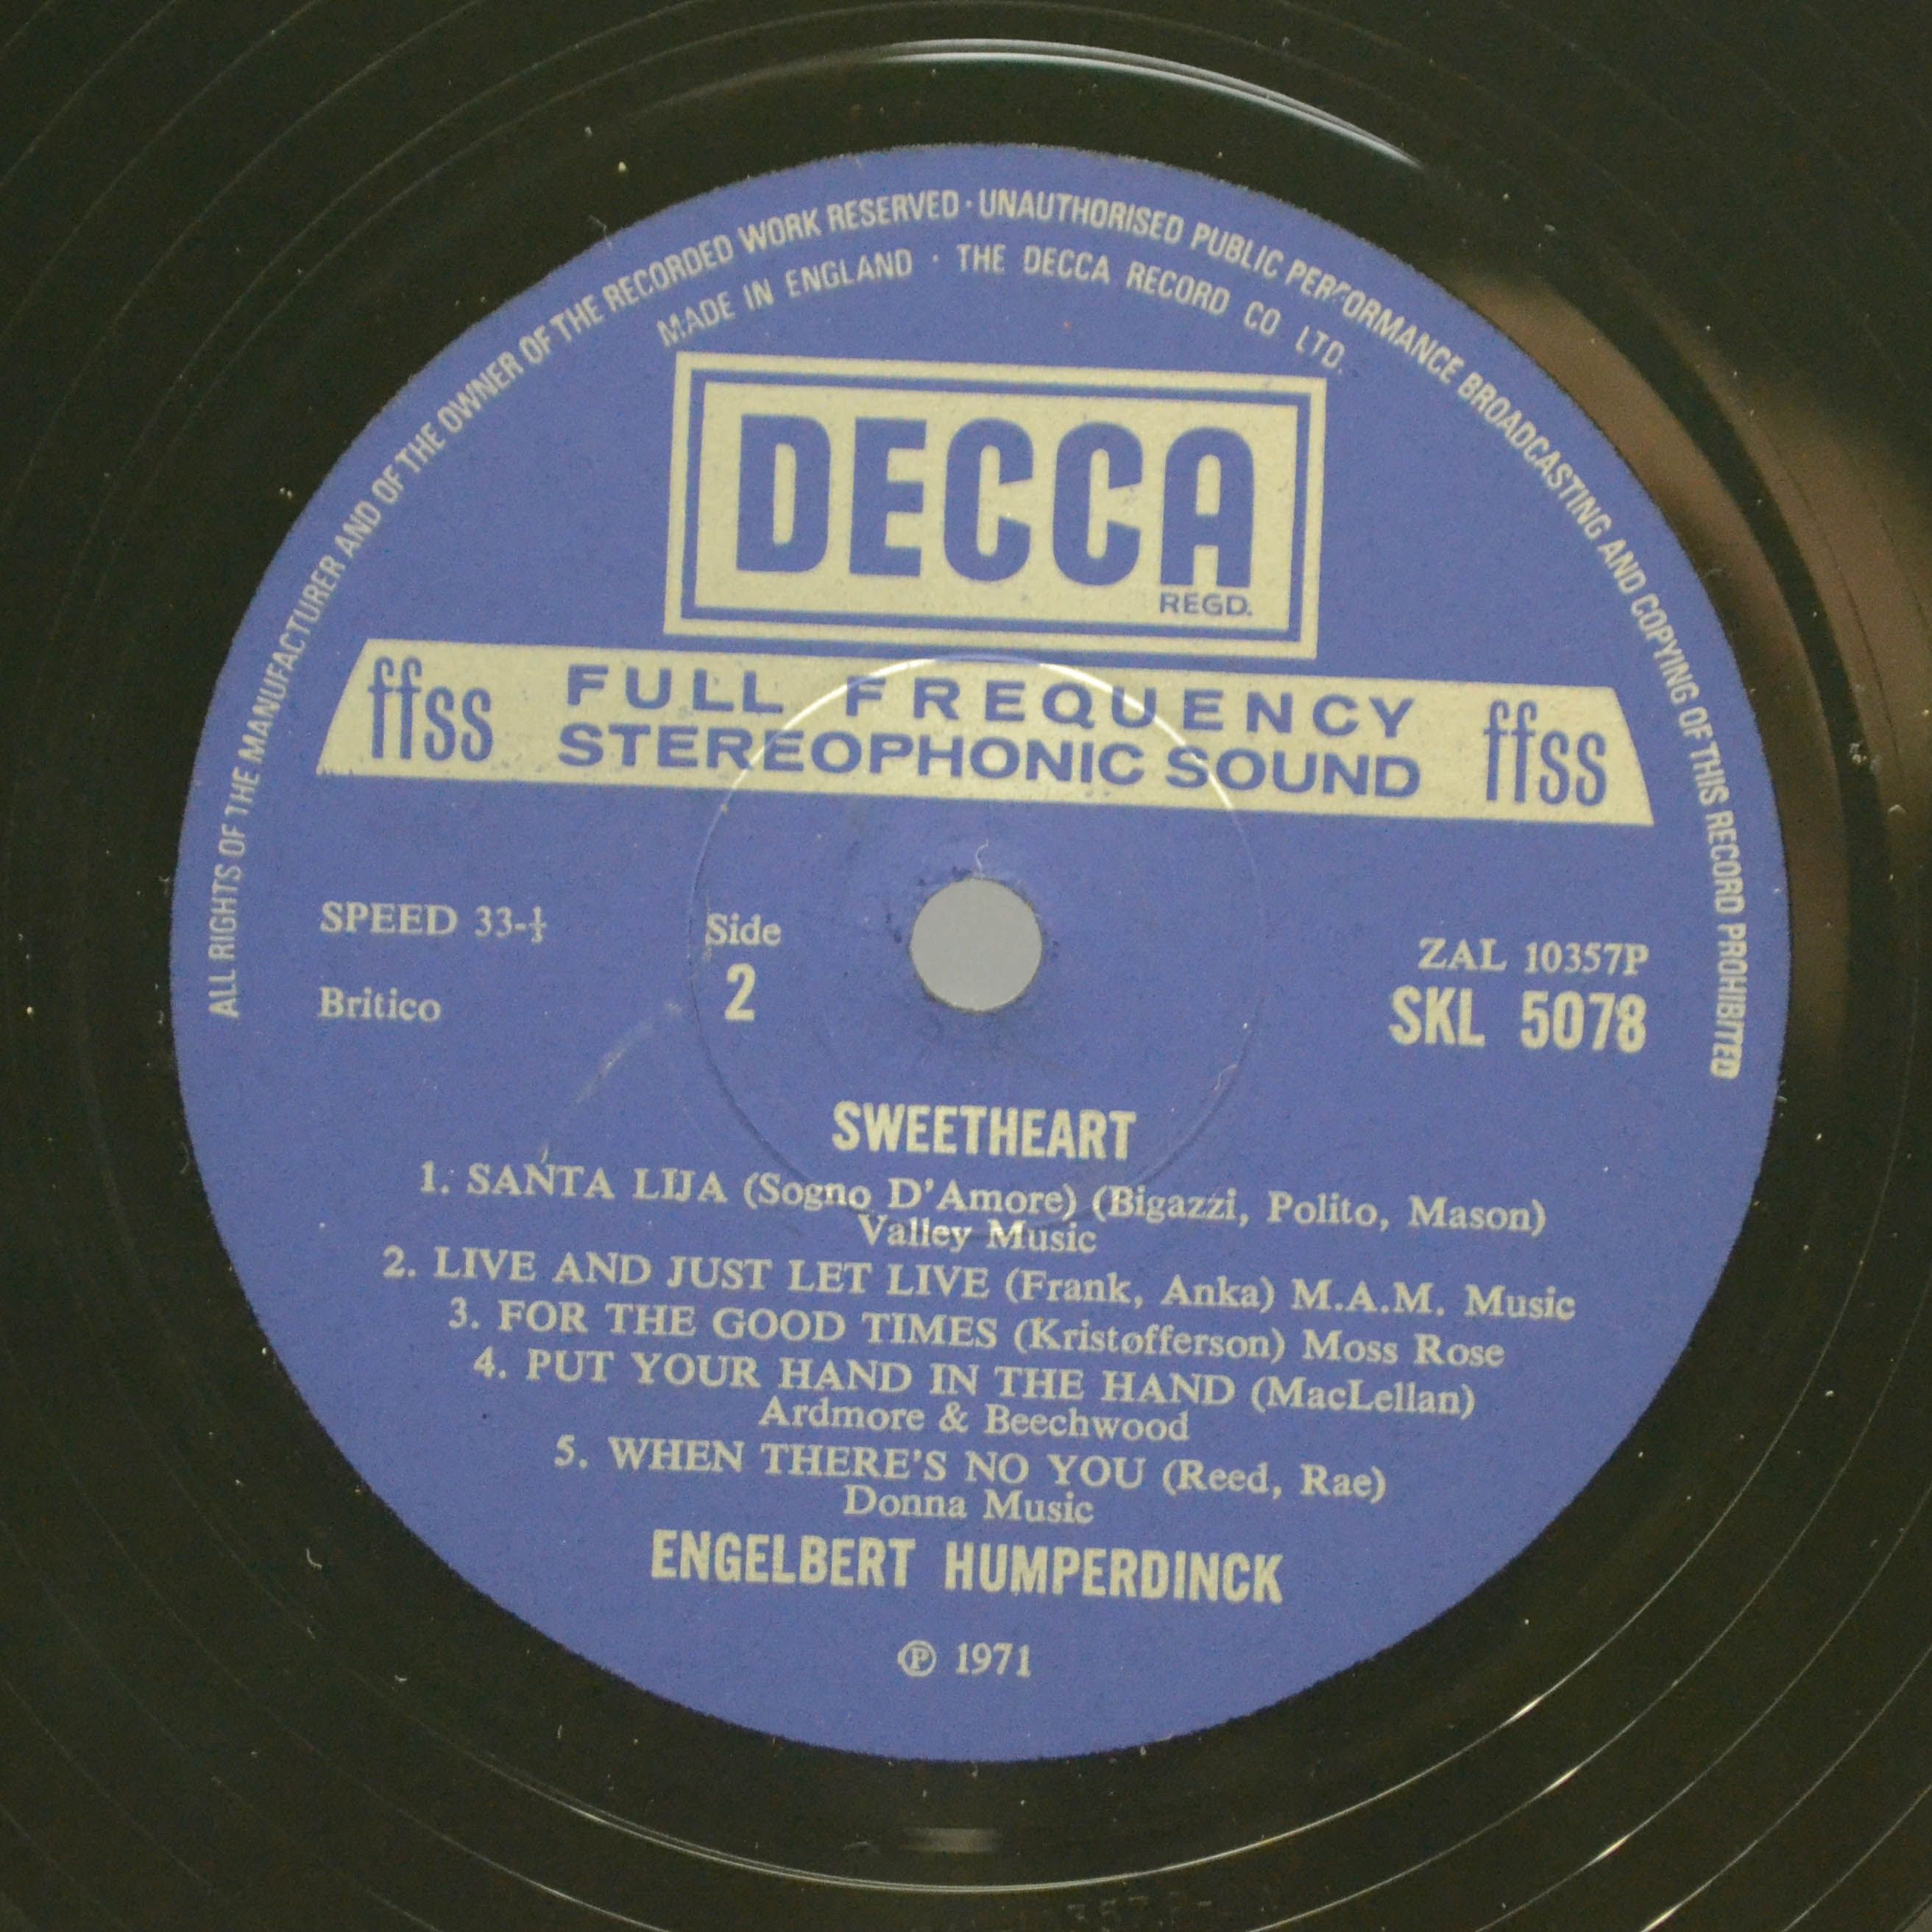 ALL RIGHTS OF THE MANUFACTURER AND OF THE OWNER OF THE RECORDED WORK RESERVED · UNAUTHORISED PUBLIC PERFORMANCE BROADCASTING AND COPYING OF THIS RECORD PROHIBITED
MADE IN ENGLAND · THE DECCA RECORD CO. LTD.
DECCA
REGD.
ffss FULL FREQUENCY ffss
STEREOPHONIC SOUND
SPEED 33-⅓ Side ZAL 10357P
Britico 2 SKL 5078
SWEETHEART
1. SANTA LIJA (Sogno D'Amore) (Bigazzi, Polito, Mason)
Valley Music
2. LIVE AND JUST LET LIVE (Frank, Anka) M.A.M. Music
3. FOR THE GOOD TIMES (Kristofferson) Moss Rose
4. PUT YOUR HAND IN THE HAND (MacLellan)
Ardmore & Beechwood
5. WHEN THERE'S NO YOU (Reed, Rae)
Donna Music
ENGELBERT HUMPERDINCK
℗ 1971